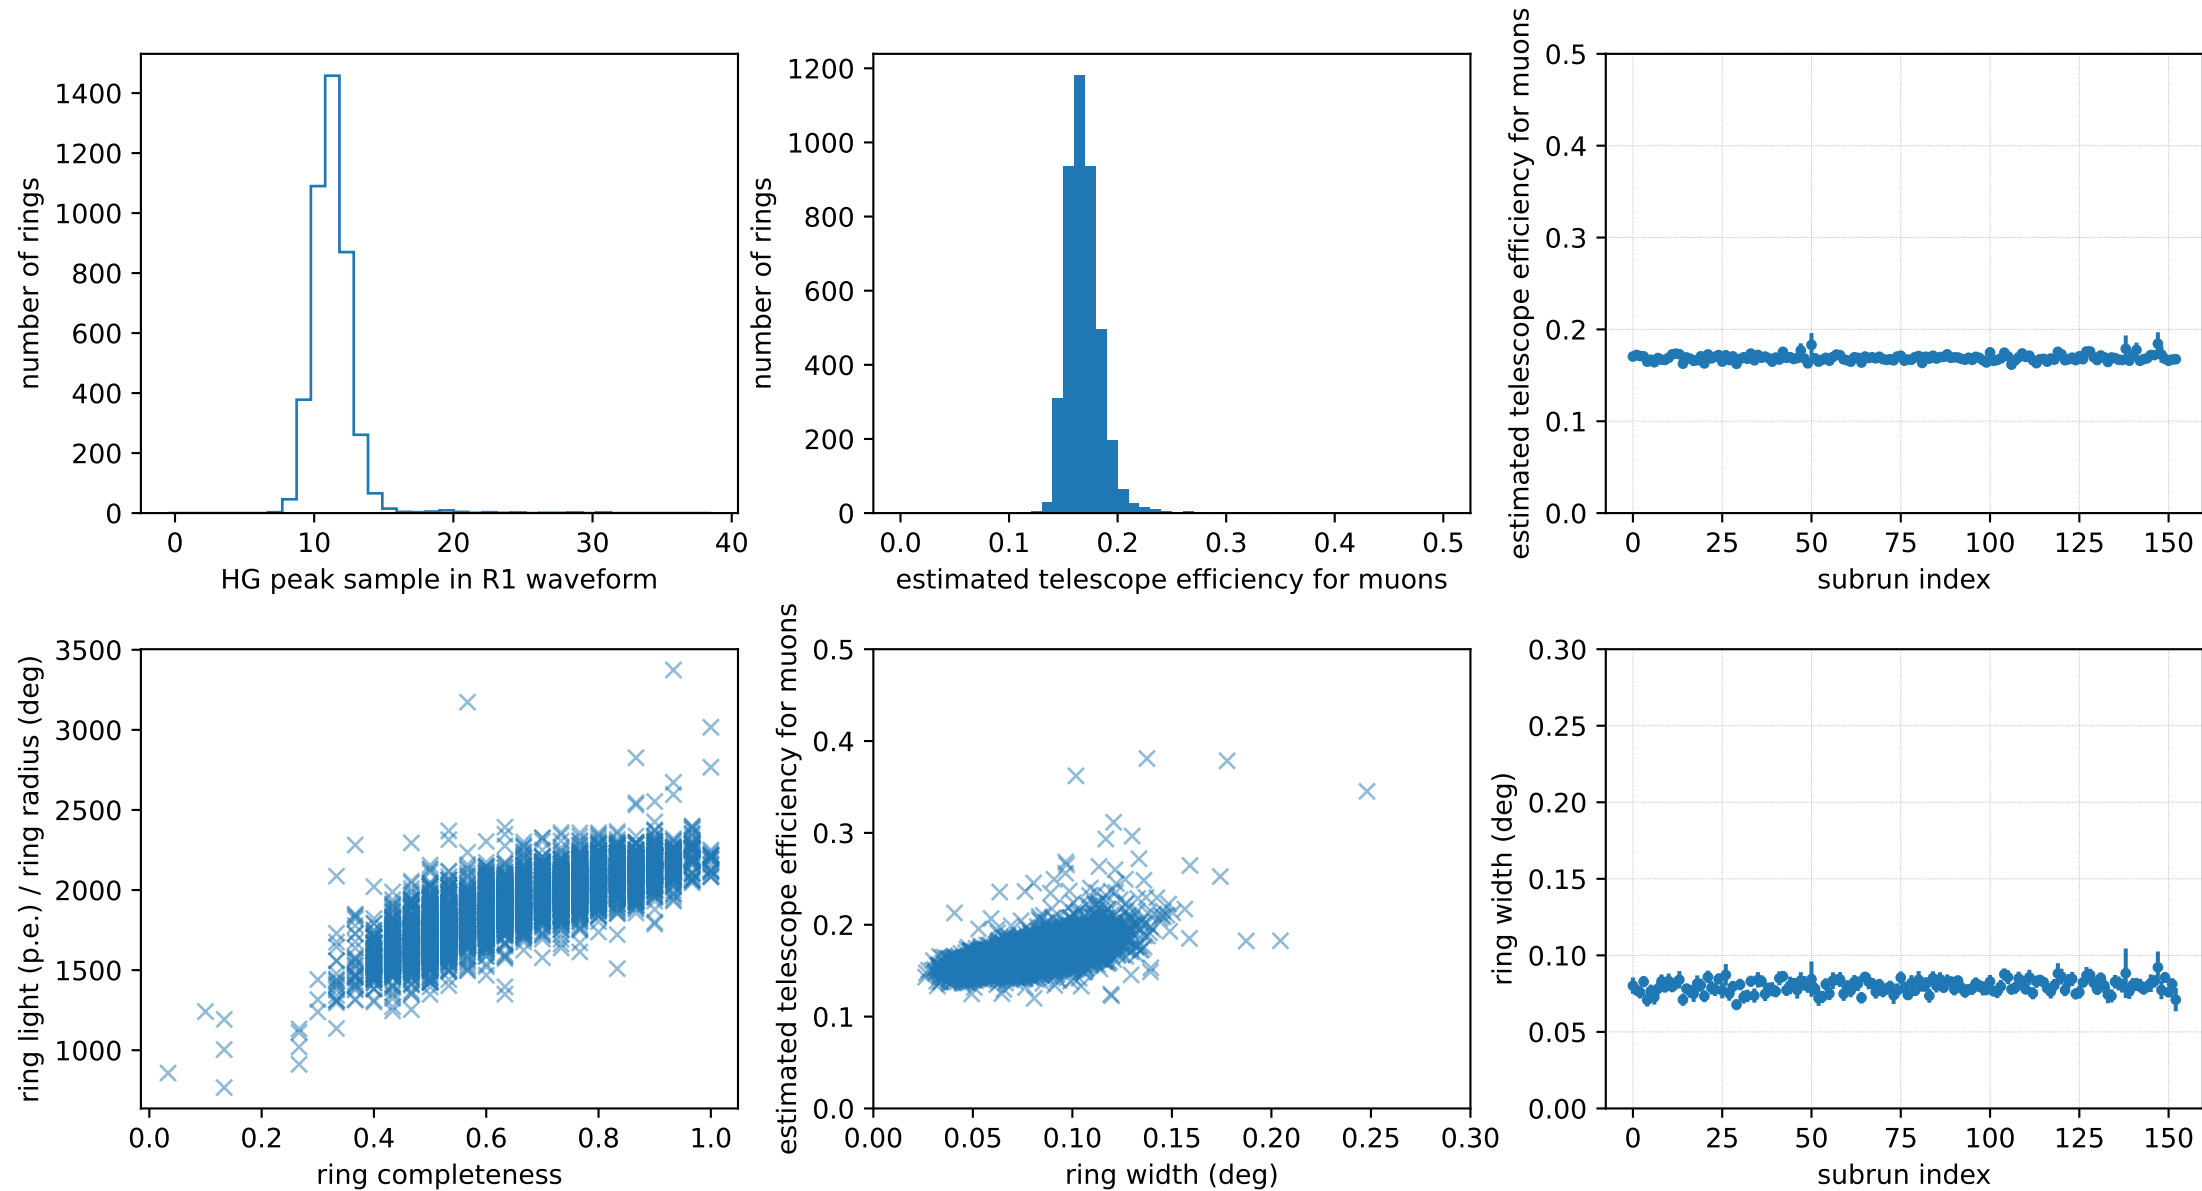 number of rings
1400
1200
1000
800
600
400
200
0
0 10 20 30 40
HG peak sample in R1 waveform
number of rings
1200
1000
800
600
400
200
0
0.0 0.1 0.2 0.3 0.4 0.5
estimated telescope efficiency for muons
estimated telescope efficiency for muons
0.5
0.4
0.3
0.2
0.1
0.0
0 25 50 75 100 125 150
subrun index
ring light (p.e.) / ring radius (deg)
3500
3000
2500
2000
1500
1000
0.0 0.2 0.4 0.6 0.8 1.0
ring completeness
estimated telescope efficiency for muons
0.5
0.4
0.3
0.2
0.1
0.0
0.00 0.05 0.10 0.15 0.20 0.25 0.30
ring width (deg)
ring width (deg)
0.30
0.25
0.20
0.15
0.10
0.05
0.00
0 25 50 75 100 125 150
subrun index